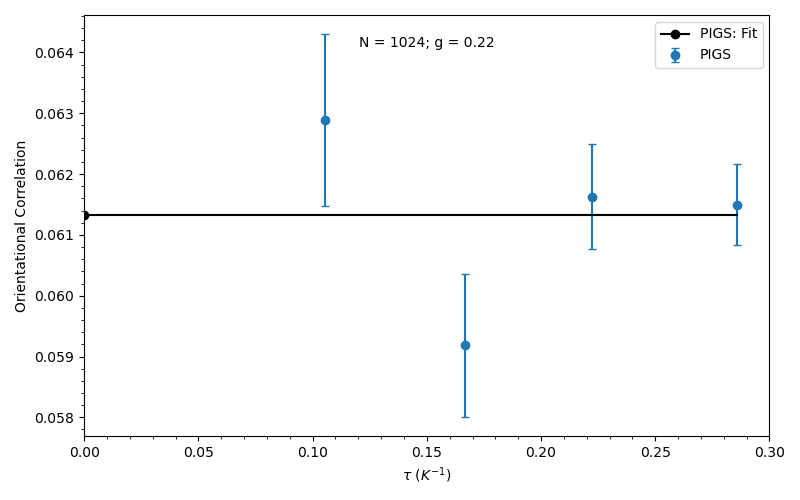 N = 1024; g = 0.22
PIGS: Fit
PIGS
Orientational Correlation
0.064
0.063
0.062
0.061
0.060
0.059
0.058
0.00 0.05 0.10 0.15 0.20 0.25 0.30
τ (K⁻¹)